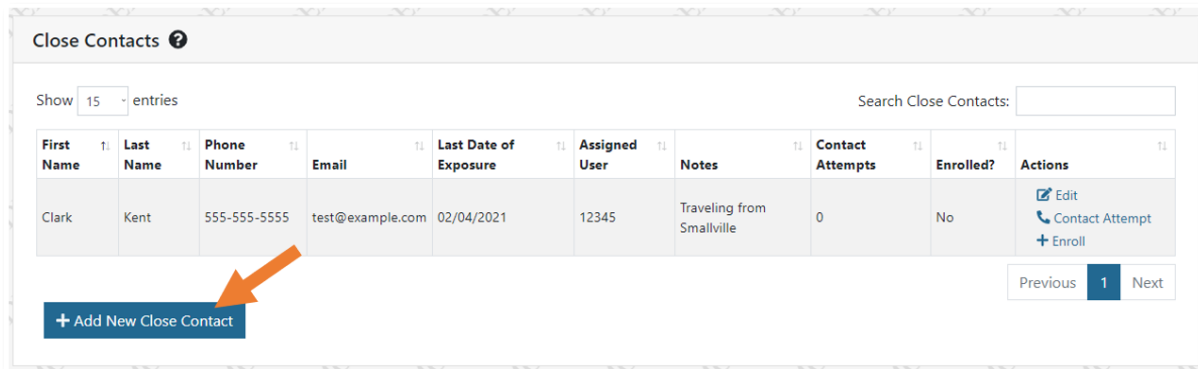 Close Contacts ?
Show 15 entries
Search Close Contacts:
First Name Last Name Phone Number Email Last Date of Exposure Assigned User Notes Contact Attempts Enrolled? Actions
Clark Kent 555-555-5555 test@example.com 02/04/2021 12345 Traveling from Smallville 0 No
Edit
Contact Attempt
+ Enroll
Previous 1 Next
+ Add New Close Contact